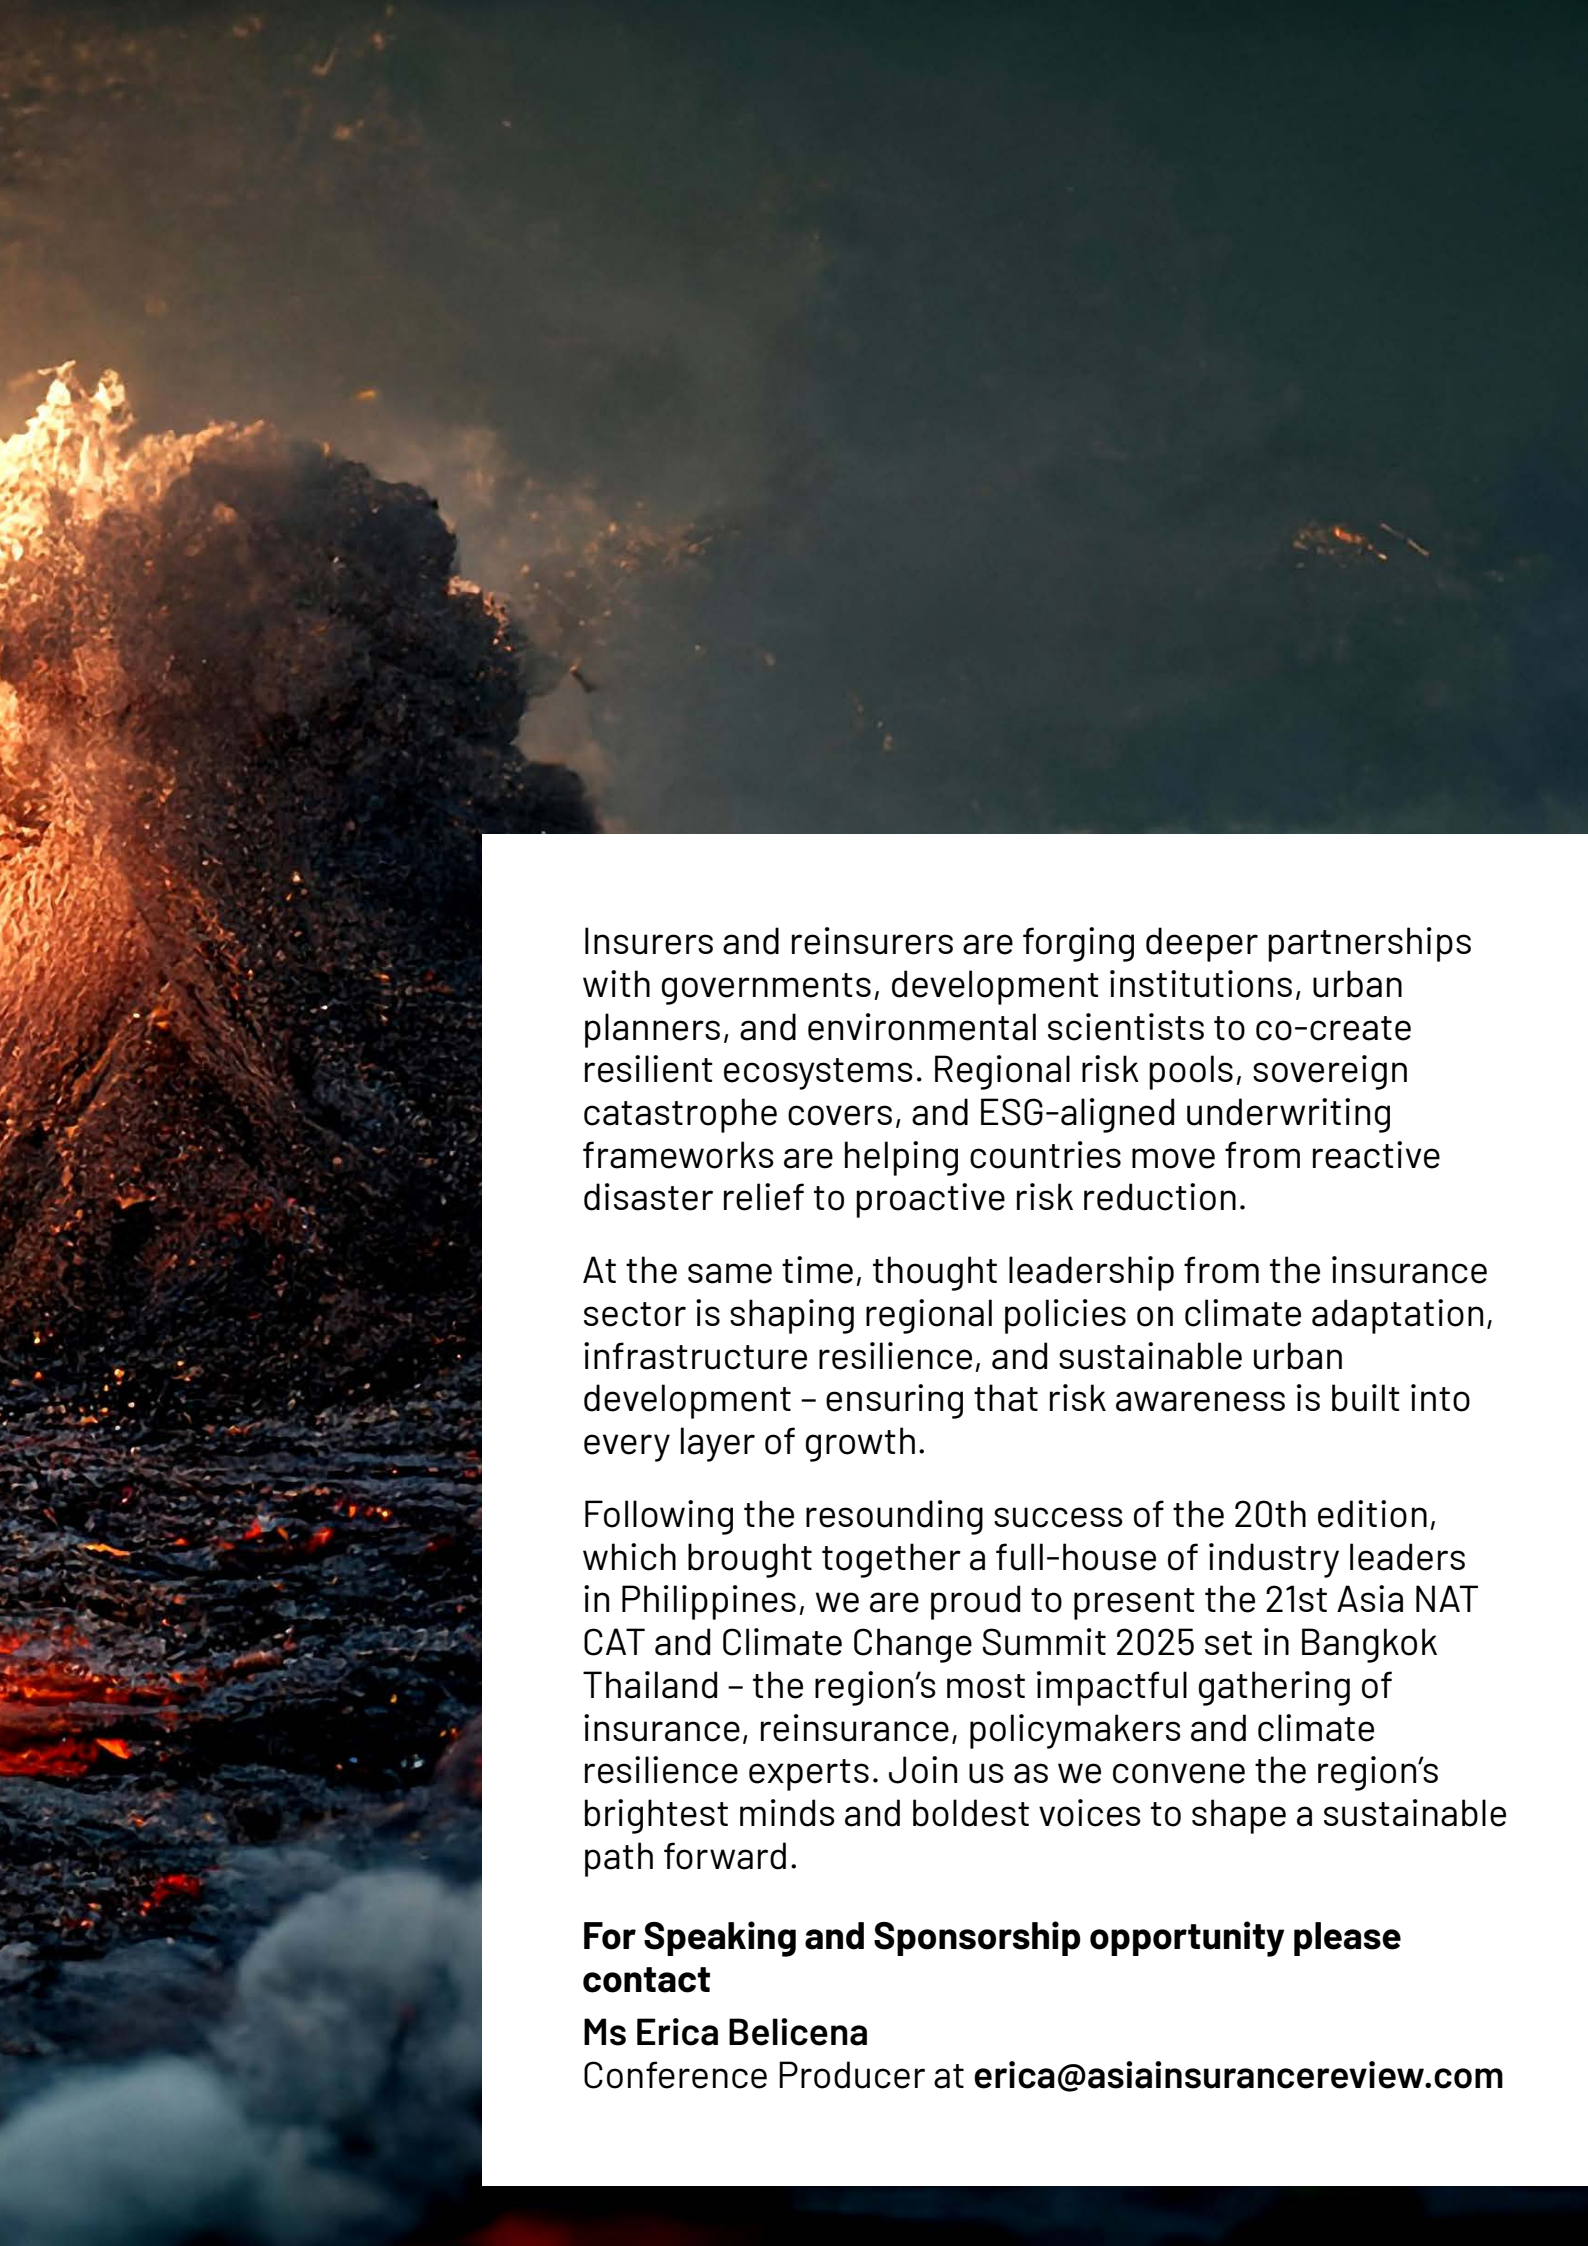 Insurers and reinsurers are forging deeper partnerships
with governments, development institutions, urban
planners, and environmental scientists to co-create
resilient ecosystems. Regional risk pools, sovereign
catastrophe covers, and ESG-aligned underwriting
frameworks are helping countries move from reactive
disaster relief to proactive risk reduction.
At the same time, thought leadership from the insurance
sector is shaping regional policies on climate adaptation,
infrastructure resilience, and sustainable urban
development – ensuring that risk awareness is built into
every layer of growth.
Following the resounding success of the 20th edition,
which brought together a full-house of industry leaders
in Philippines, we are proud to present the 21st Asia NAT
CAT and Climate Change Summit 2025 set in Bangkok
Thailand – the region’s most impactful gathering of
insurance, reinsurance, policymakers and climate
resilience experts. Join us as we convene the region’s
brightest minds and boldest voices to shape a sustainable
path forward.
For Speaking and Sponsorship opportunity please
contact
Ms Erica Belicena
Conference Producer at erica@asiainsurancereview.com